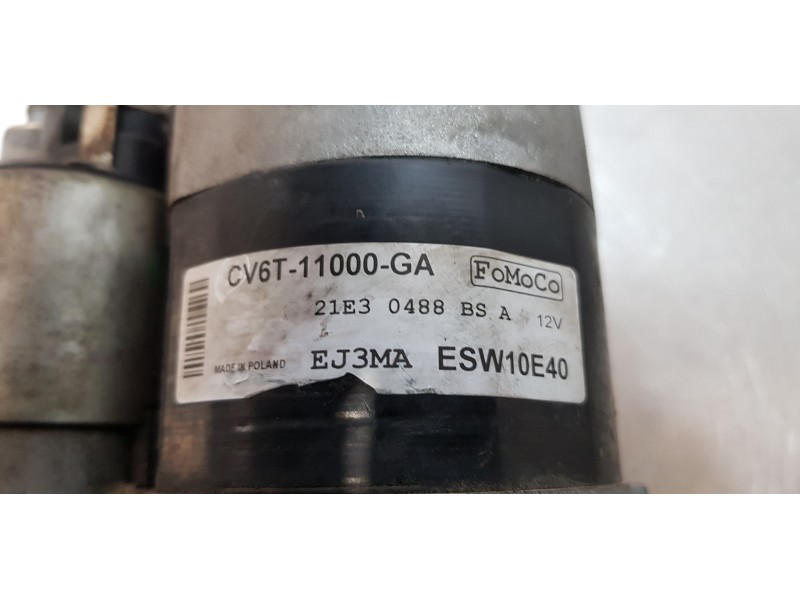 CV6T-11000-GA FoMoCo
21E3 0488 BS A 12V
MADE IN POLAND EJ3MA ESW10E40